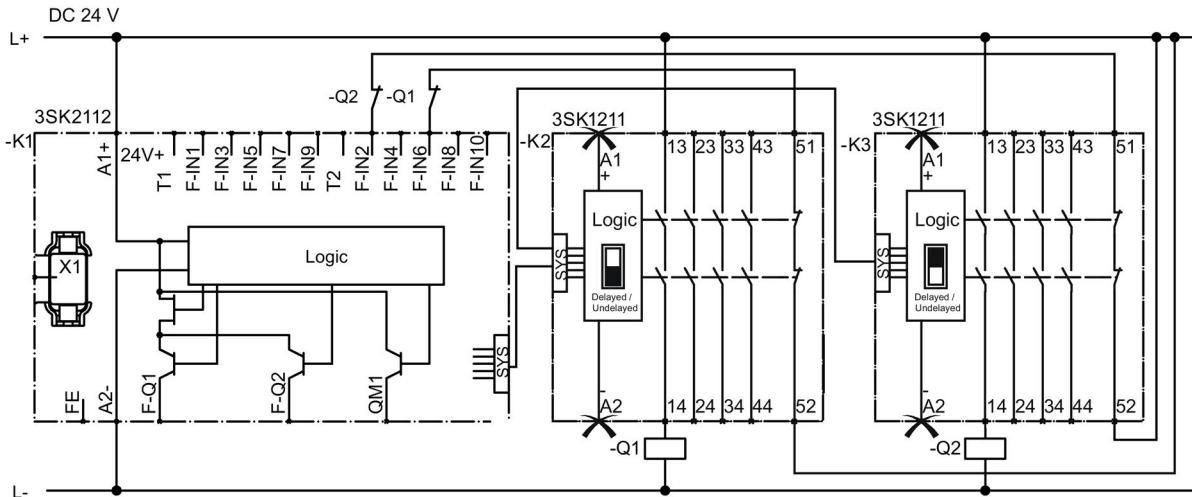 DC 24 V
L+
-Q2
-Q1
3SK2112
3SK1211
3SK1211
-K1
-K2
-K3
A1+
24V+
T1
F-IN1
F-IN3
F-IN5
F-IN7
F-IN9
T2
F-IN2
F-IN4
F-IN6
F-IN8
F-IN10
A1
+
13
23
33
43
51
A1
+
13
23
33
43
51
X1
Logic
SYS
SYS
Logic
Delayed /
Undelayed
SYS
Logic
Delayed /
Undelayed
FE
A2-
F-Q1
F-Q2
QM1
-
A2
14
24
34
44
52
-
A2
14
24
34
44
52
-Q1
-Q2
L-